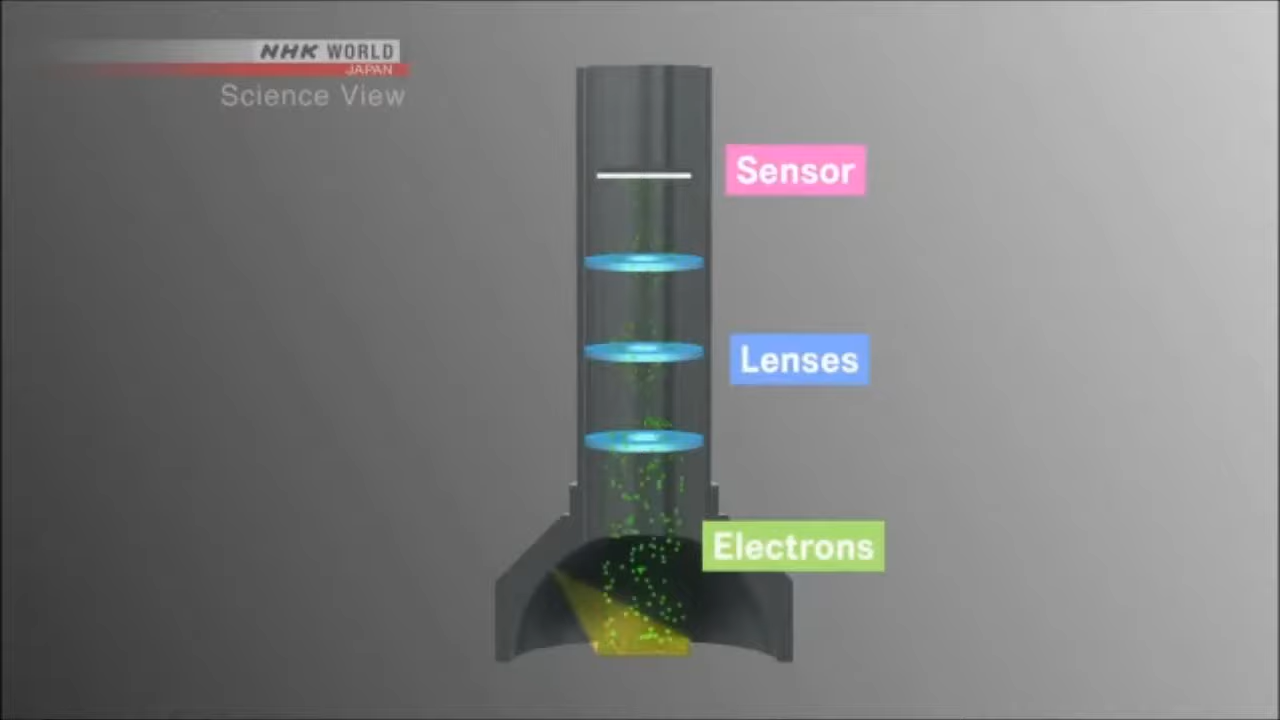 NHK WORLD
JAPAN
Science View
Sensor
Lenses
Electrons